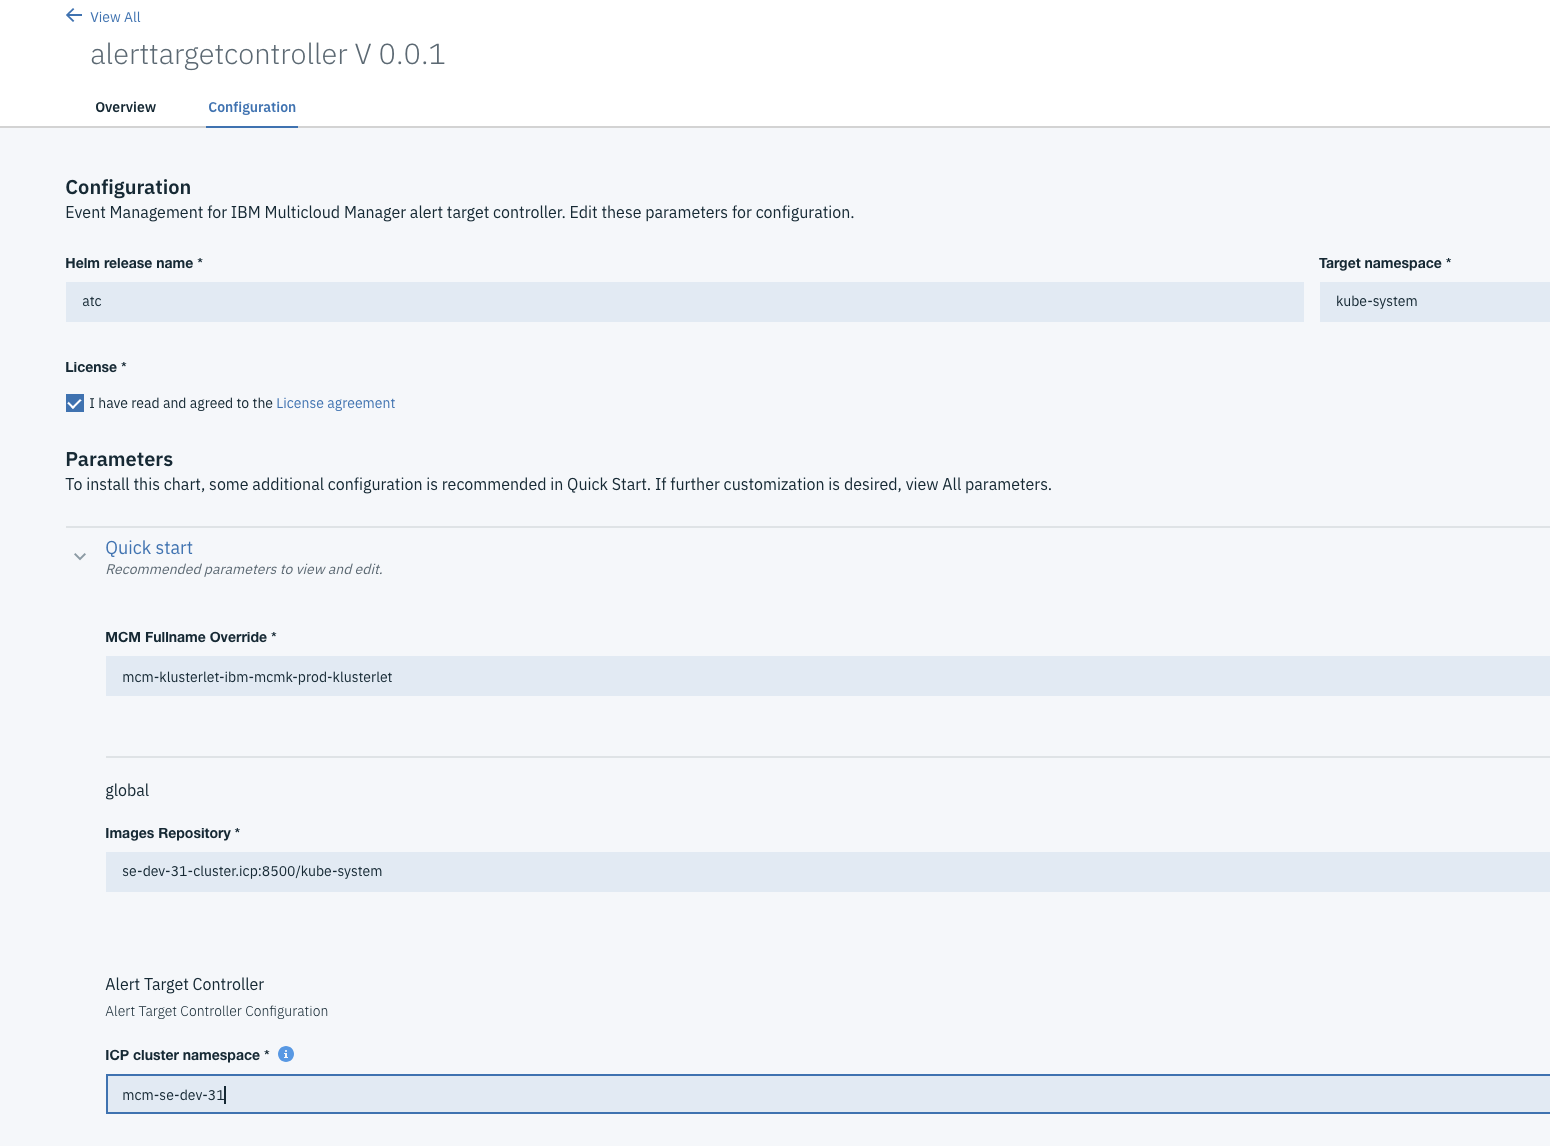 View All
alerttargetcontroller V 0.0.1
Overview Configuration
Configuration
Event Management for IBM Multicloud Manager alert target controller. Edit these parameters for configuration.
Helm release name * Target namespace *
atc kube-system
License *
I have read and agreed to the License agreement
Parameters
To install this chart, some additional configuration is recommended in Quick Start. If further customization is desired, view All parameters.
Quick start
Recommended parameters to view and edit.
MCM Fullname Override *
mcm-klusterlet-ibm-mcmk-prod-klusterlet
global
Images Repository *
se-dev-31-cluster.icp:8500/kube-system
Alert Target Controller
Alert Target Controller Configuration
ICP cluster namespace *
mcm-se-dev-31